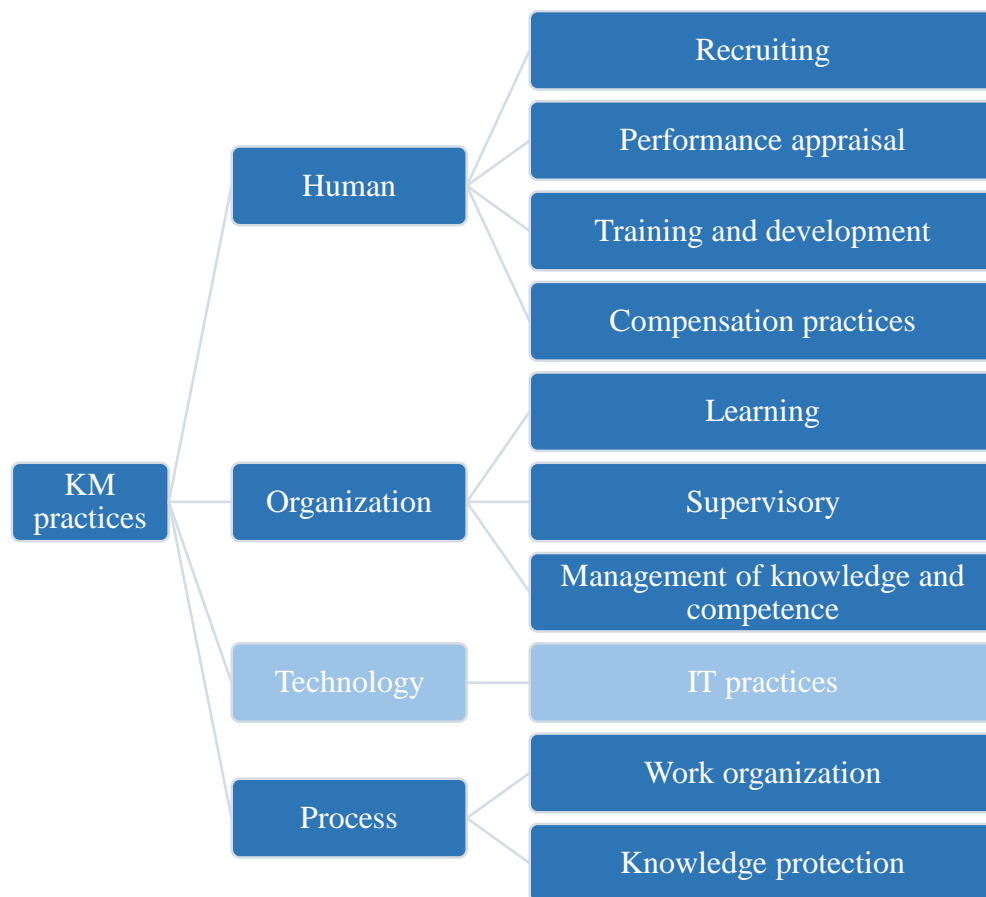 Recruiting
Performance appraisal
Human
Training and development
Compensation practices
Learning
KM
practices
Organization
Supervisory
Management of knowledge and
competence
Technology
IT practices
Work organization
Process
Knowledge protection